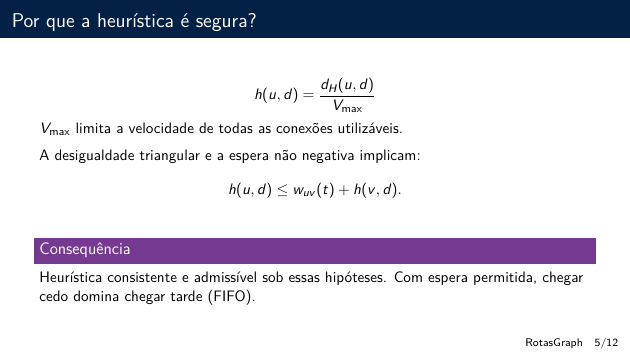 Por que a heurística é segura?
h(u, d) = d_H(u, d) / V_max
V_max limita a velocidade de todas as conexões utilizáveis.
A desigualdade triangular e a espera não negativa implicam:
h(u, d) ≤ w_uv(t) + h(v, d).
Consequência
Heurística consistente e admissível sob essas hipóteses. Com espera permitida, chegar
cedo domina chegar tarde (FIFO).
RotasGraph 5/12